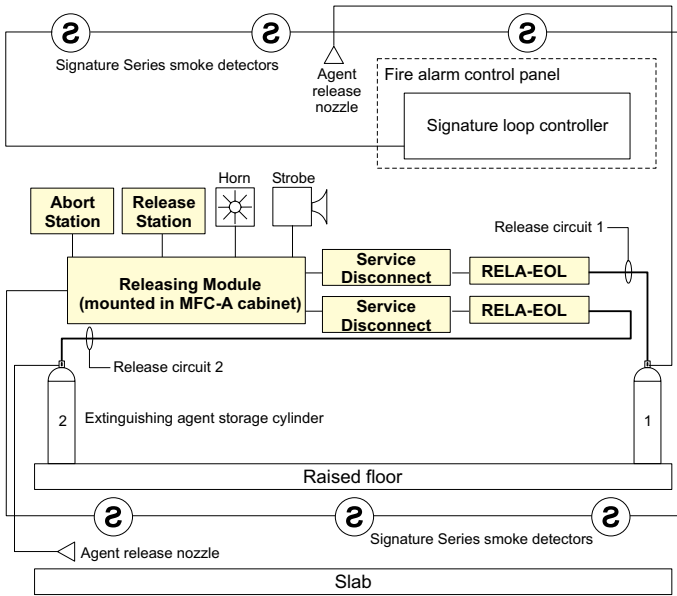 S S S
Signature Series smoke detectors
Agent
release
nozzle
Fire alarm control panel
Signature loop controller
Horn
Strobe
Abort
Station
Release
Station
Release circuit 1
Releasing Module
(mounted in MFC-A cabinet)
Service
Disconnect
RELA-EOL
Service
Disconnect
RELA-EOL
Release circuit 2
2
Extinguishing agent storage cylinder
1
Raised floor
S S S
Signature Series smoke detectors
Agent release nozzle
Slab